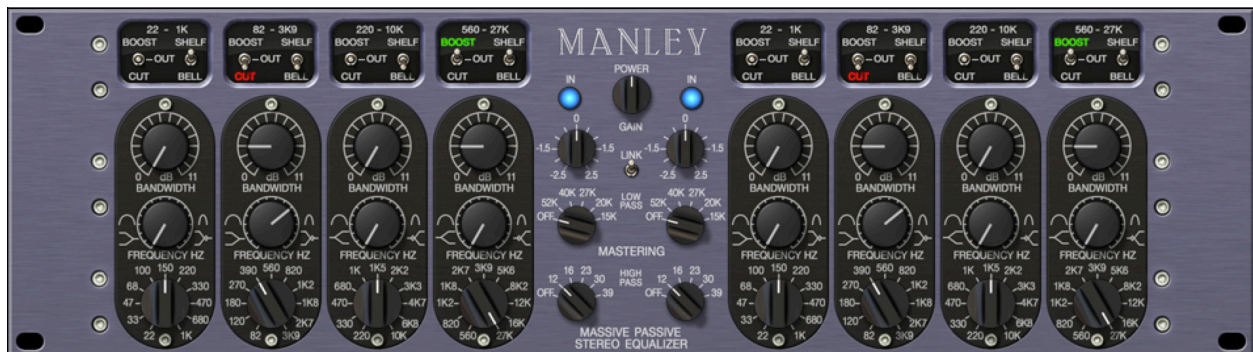 22 - 1K
BOOST SHELF
OUT
CUT BELL
0 dB 11
BANDWIDTH
FREQUENCY HZ
100 150 220
68 330
47 470
33 680
22 1K
82 - 3K9
BOOST SHELF
OUT
CUT BELL
0 dB 11
BANDWIDTH
FREQUENCY HZ
390 560 820
270 1K2
180 1K8
120 2K7
82 3K9
220 - 10K
BOOST SHELF
OUT
CUT BELL
0 dB 11
BANDWIDTH
FREQUENCY HZ
1K 1K5 2K2
680 3K3
470 4K7
330 6K8
220 10K
560 - 27K
BOOST SHELF
OUT
CUT BELL
0 dB 11
BANDWIDTH
FREQUENCY HZ
2K7 3K9 5K6
1K2 8K2
1K8 12K
820 16K
560 27K
MANLEY
POWER
IN IN
GAIN
0 0
-1.5 1.5 -1.5 1.5
-2.5 2.5 -2.5 2.5
LINK
LOW PASS
40K 27K 40K 27K
52K 20K 52K 20K
OFF 15K OFF 15K
MASTERING
HIGH PASS
16 23 16 23
12 30 12 30
OFF 39 OFF 39
MASSIVE PASSIVE
STEREO EQUALIZER
22 - 1K
BOOST SHELF
OUT
CUT BELL
0 dB 11
BANDWIDTH
FREQUENCY HZ
100 150 220
68 330
47 470
33 680
22 1K
82 - 3K9
BOOST SHELF
OUT
CUT BELL
0 dB 11
BANDWIDTH
FREQUENCY HZ
390 560 820
270 1K2
180 1K8
120 2K7
82 3K9
220 - 10K
BOOST SHELF
OUT
CUT BELL
0 dB 11
BANDWIDTH
FREQUENCY HZ
1K 1K5 2K2
680 3K3
470 4K7
330 6K8
220 10K
560 - 27K
BOOST SHELF
OUT
CUT BELL
0 dB 11
BANDWIDTH
FREQUENCY HZ
2K7 3K9 5K6
1K2 8K2
1K8 12K
820 16K
560 27K